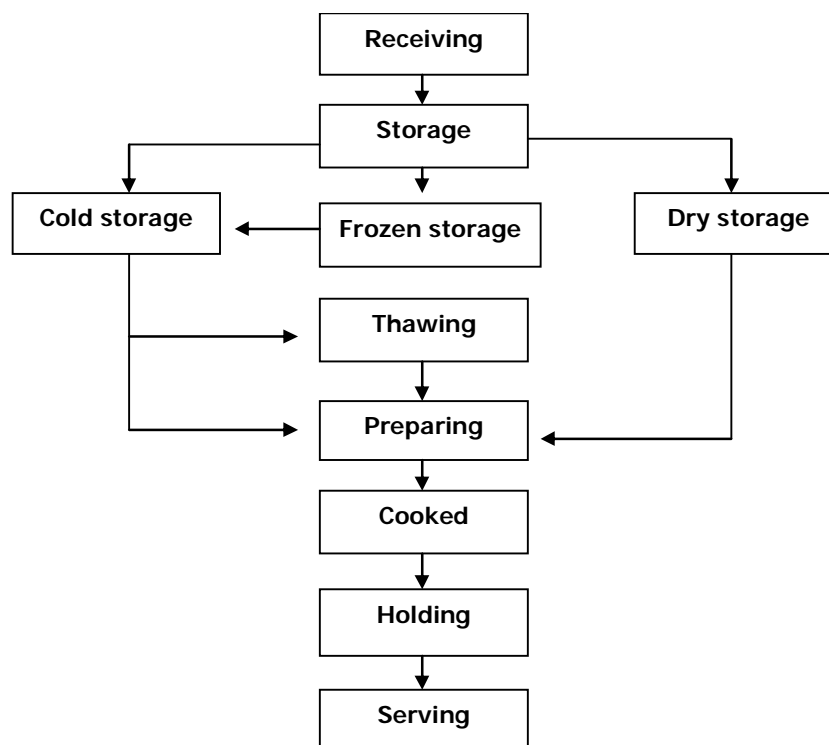 Receiving
Storage
Cold storage
Frozen storage
Dry storage
Thawing
Preparing
Cooked
Holding
Serving